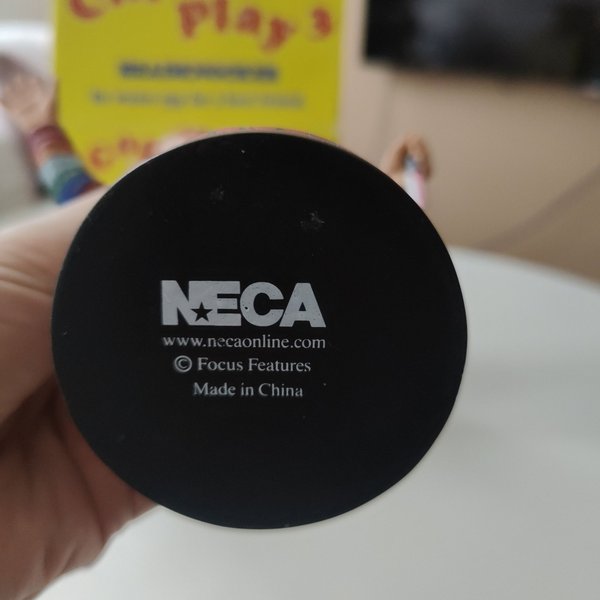 Play 3
NECA
www.necaonline.com
© Focus Features
Made in China